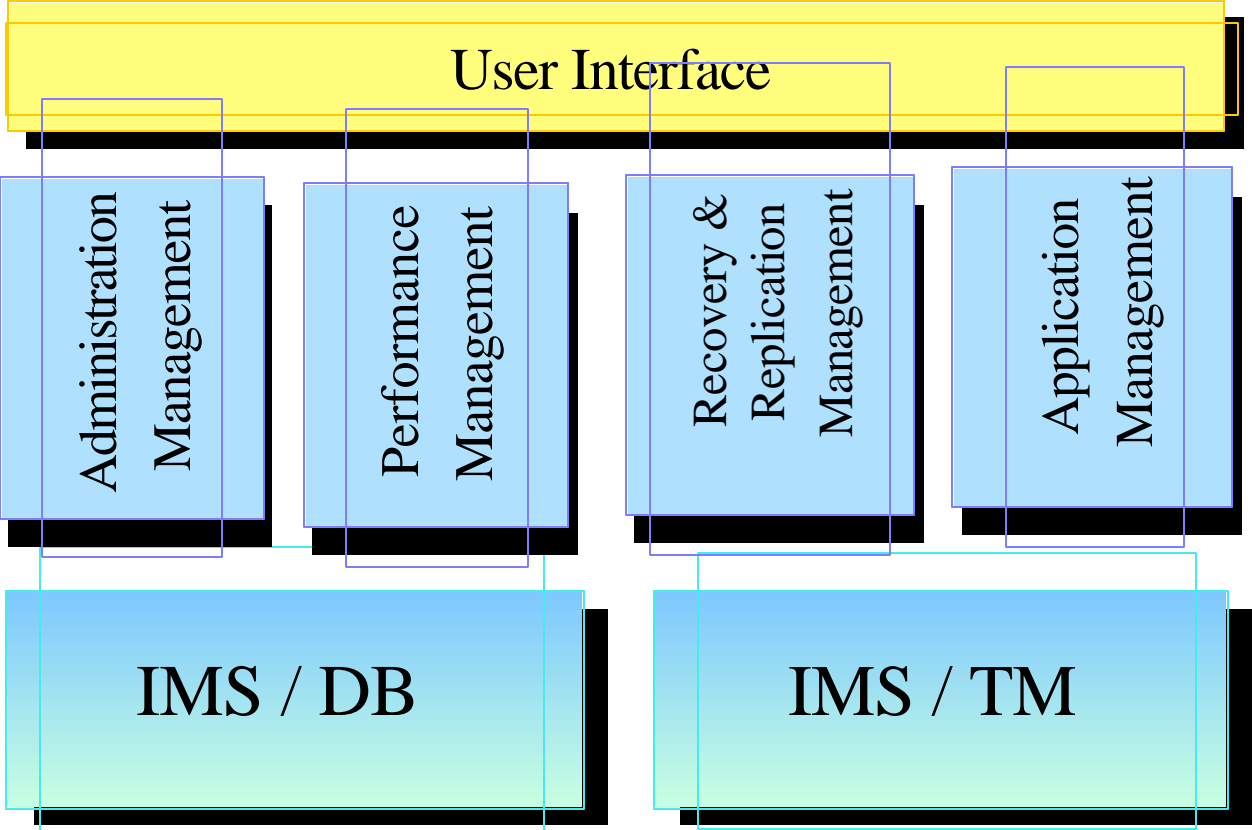 User Interface
Administration
Management
Performance
Management
Recovery &
Replication
Management
Application
Management
IMS / DB
IMS / TM